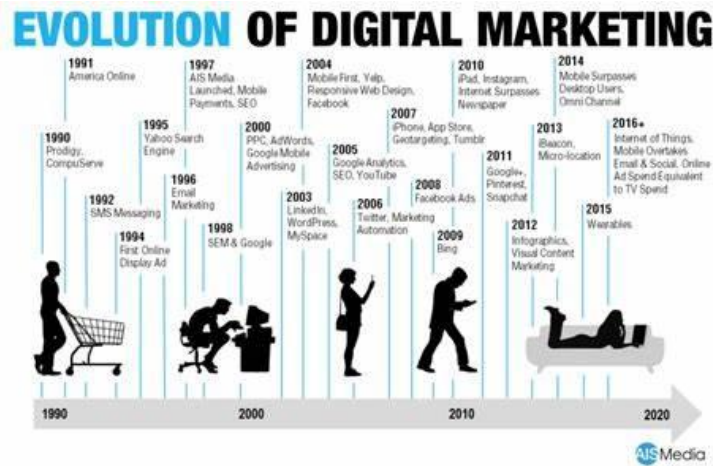 EVOLUTION OF DIGITAL MARKETING
1991
America Online
1997
AIS Media
Launched, Mobile
Payments, SEO
2004
Mobile First, Yelp,
Responsive Web Design,
Facebook
2010
iPad, Instagram,
Internet Surpasses
Newspaper
2014
Mobile Surpasses
Desktop Users,
Omni Channel
1990
Prodigy,
CompuServe
1995
Yahoo Search
Engine
2000
PPC, AdWords,
Google Mobile
Advertising
2007
iPhone, App Store,
Geotargeting, Tumblr
2013
iBeacon,
Micro-location
2016+
Internet of Things,
Mobile Overtakes
Email & Social, Online
Ad Spend Equivalent
to TV Spend
2005
Google Analytics,
SEO, YouTube
2011
Google+,
Pinterest,
Snapchat
1992
SMS Messaging
1996
Email
Marketing
2003
LinkedIn,
WordPress,
MySpace
2008
Facebook Ads
2006
Twitter, Marketing
Automation
2015
Wearables
1994
First Online
Display Ad
1998
SEM & Google
2009
Bing
2012
Infographics,
Visual Content
Marketing
1990
2000
2010
2020
AIS Media